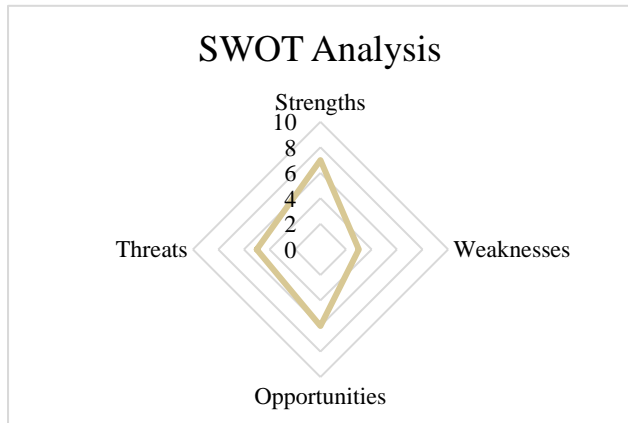 SWOT Analysis
Strengths
10
8
6
4
2
0
Threats
Weaknesses
Opportunities